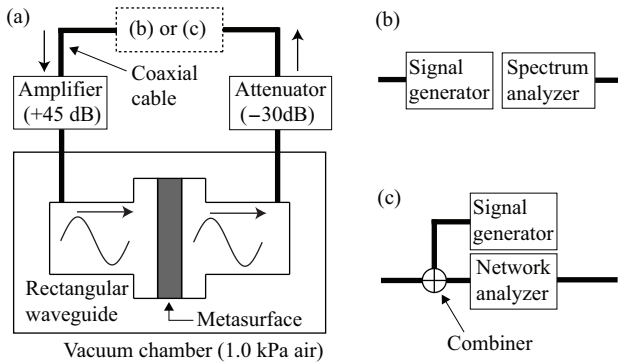 (a)
(b) or (c)
Coaxial
cable
Amplifier
(+45 dB)
Attenuator
(−30dB)
Rectangular
waveguide
Metasurface
Vacuum chamber (1.0 kPa air)
(b)
Signal
generator
Spectrum
analyzer
(c)
Signal
generator
Network
analyzer
Combiner